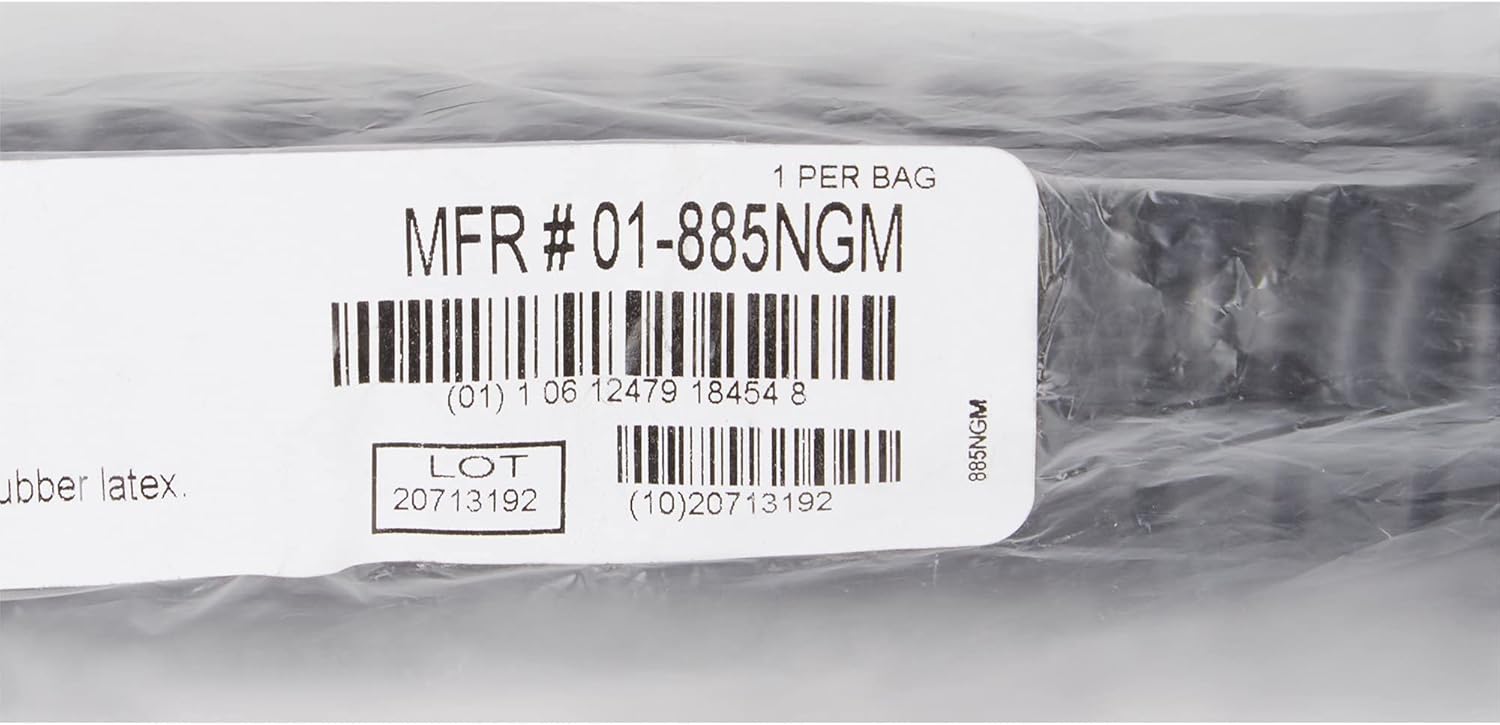 1 PER BAG
MFR # 01-885NGM
(01) 1 06 12479 18454 8
ubber latex.
LOT
20713192
(10)20713192
885NGM